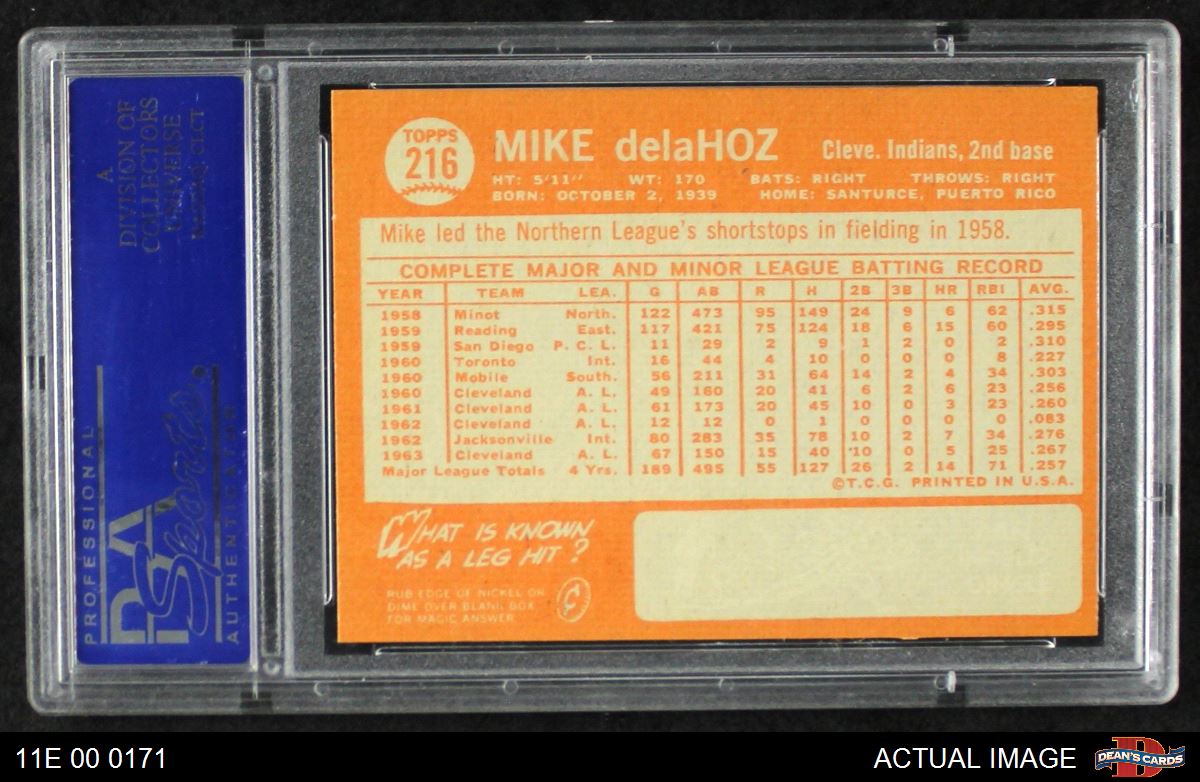 A
DIVISION OF
COLLECTORS
UNIVERSE
NASDAQ: CLCT
PROFESSIONAL
PSA
Sports
AUTHENTICATOR
TOPPS
216
MIKE delaHOZ
Cleve. Indians, 2nd base
HT: 5'11" WT: 170 BATS: RIGHT THROWS: RIGHT
BORN: OCTOBER 2, 1939 HOME: SANTURCE, PUERTO RICO
Mike led the Northern League's shortstops in fielding in 1958.
COMPLETE MAJOR AND MINOR LEAGUE BATTING RECORD
YEAR TEAM LEA. G AB R H 2B 3B HR RBI AVG.
1958 Minot North. 122 473 95 149 24 9 6 62 .315
1959 Reading East. 117 421 75 124 18 6 15 60 .295
1959 San Diego P. C. L. 11 29 2 9 1 2 0 2 .310
1960 Toronto Int. 16 44 4 10 0 0 0 8 .227
1960 Mobile South. 56 211 31 64 14 2 4 34 .303
1960 Cleveland A. L. 49 160 20 41 6 2 6 23 .256
1961 Cleveland A. L. 61 173 20 45 10 0 3 23 .260
1962 Cleveland A. L. 12 12 0 1 0 0 0 0 .083
1962 Jacksonville Int. 80 283 35 78 10 2 7 34 .276
1963 Cleveland A. L. 67 150 15 40 10 0 5 25 .267
Major League Totals 4 Yrs. 189 495 55 127 26 2 14 71 .257
©T.C.G. PRINTED IN U.S.A.
WHAT IS KNOWN
AS A LEG HIT?
RUB EDGE OF NICKEL OR
DIME OVER BLANK BOX
FOR MAGIC ANSWER
11E 00 0171
ACTUAL IMAGE
DEAN'S CARDS